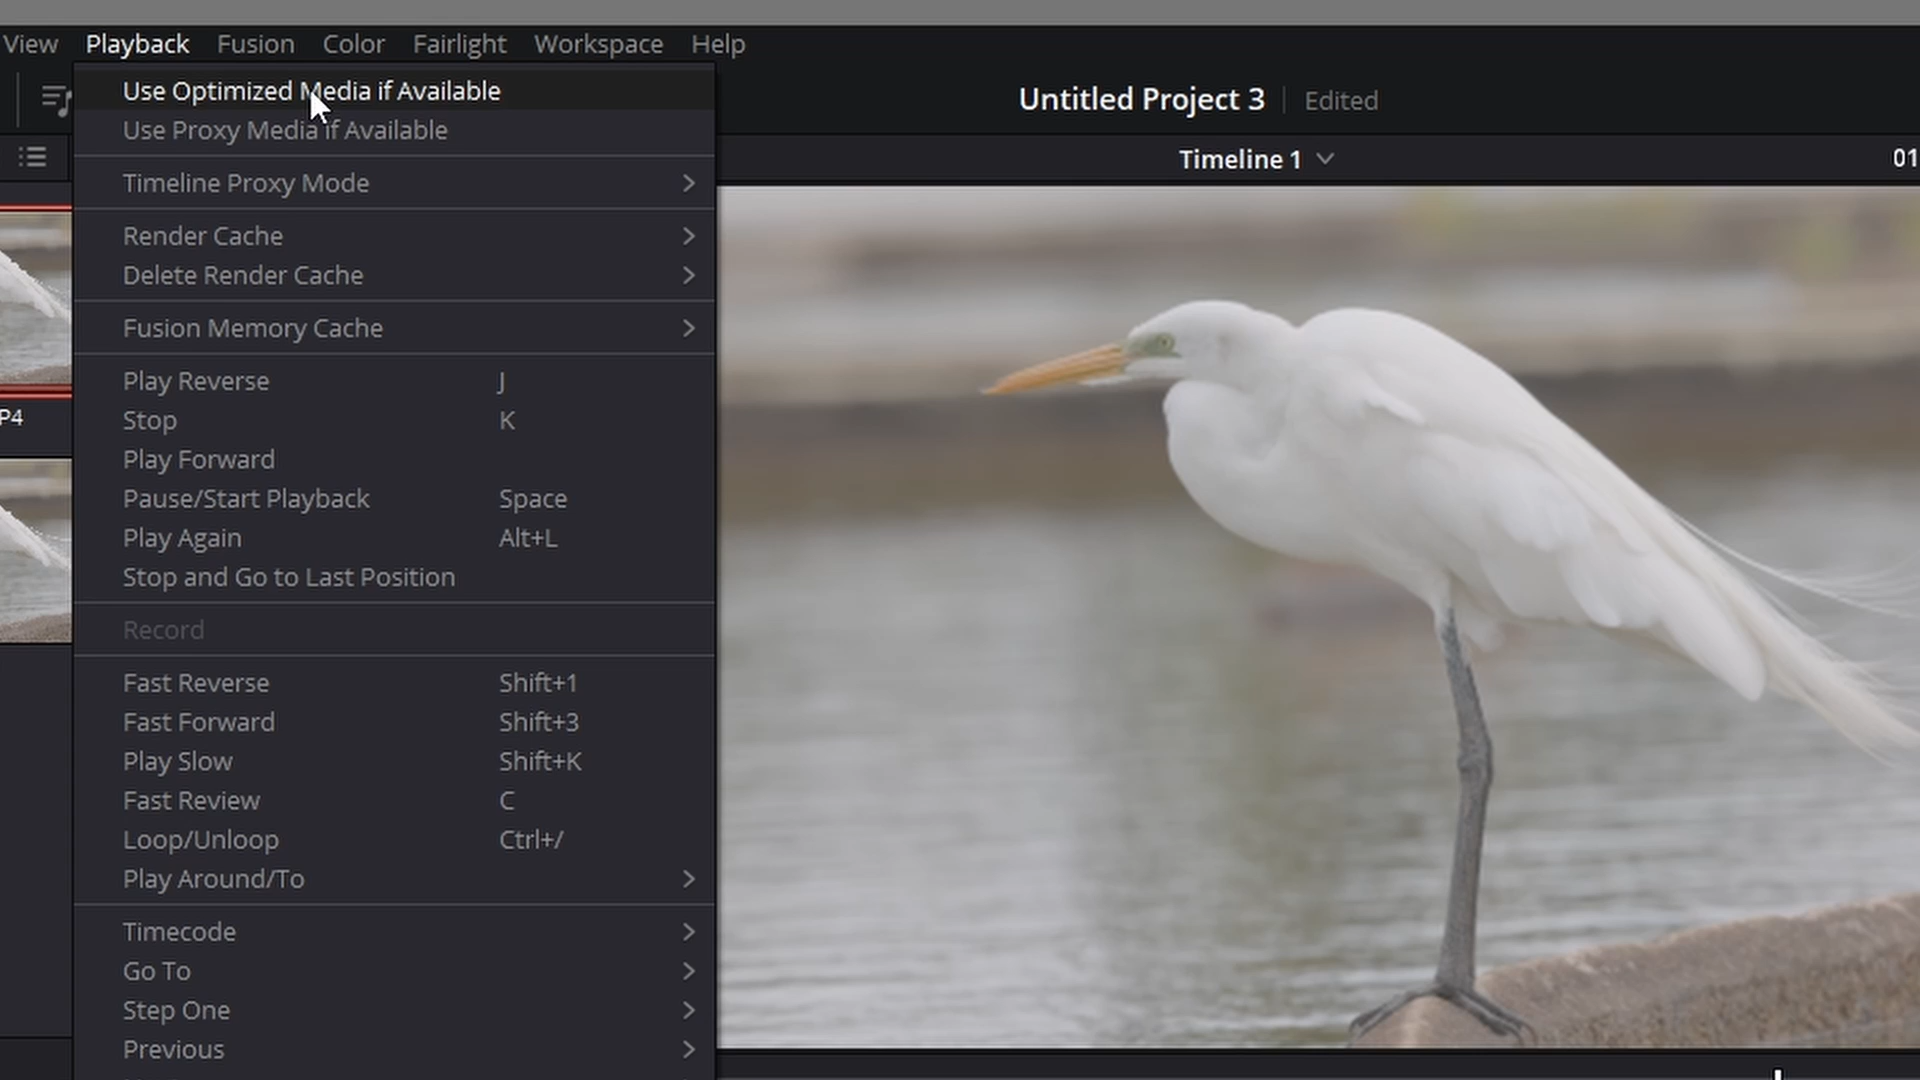 View Playback Fusion Color Fairlight Workspace Help
Untitled Project 3 Edited
Timeline 1
01
P4
Use Optimized Media if Available
Use Proxy Media if Available
Timeline Proxy Mode
Render Cache
Delete Render Cache
Fusion Memory Cache
Play Reverse J
Stop K
Play Forward
Pause/Start Playback Space
Play Again Alt+L
Stop and Go to Last Position
Record
Fast Reverse Shift+1
Fast Forward Shift+3
Play Slow Shift+K
Fast Review C
Loop/Unloop Ctrl+/
Play Around/To
Timecode
Go To
Step One
Previous